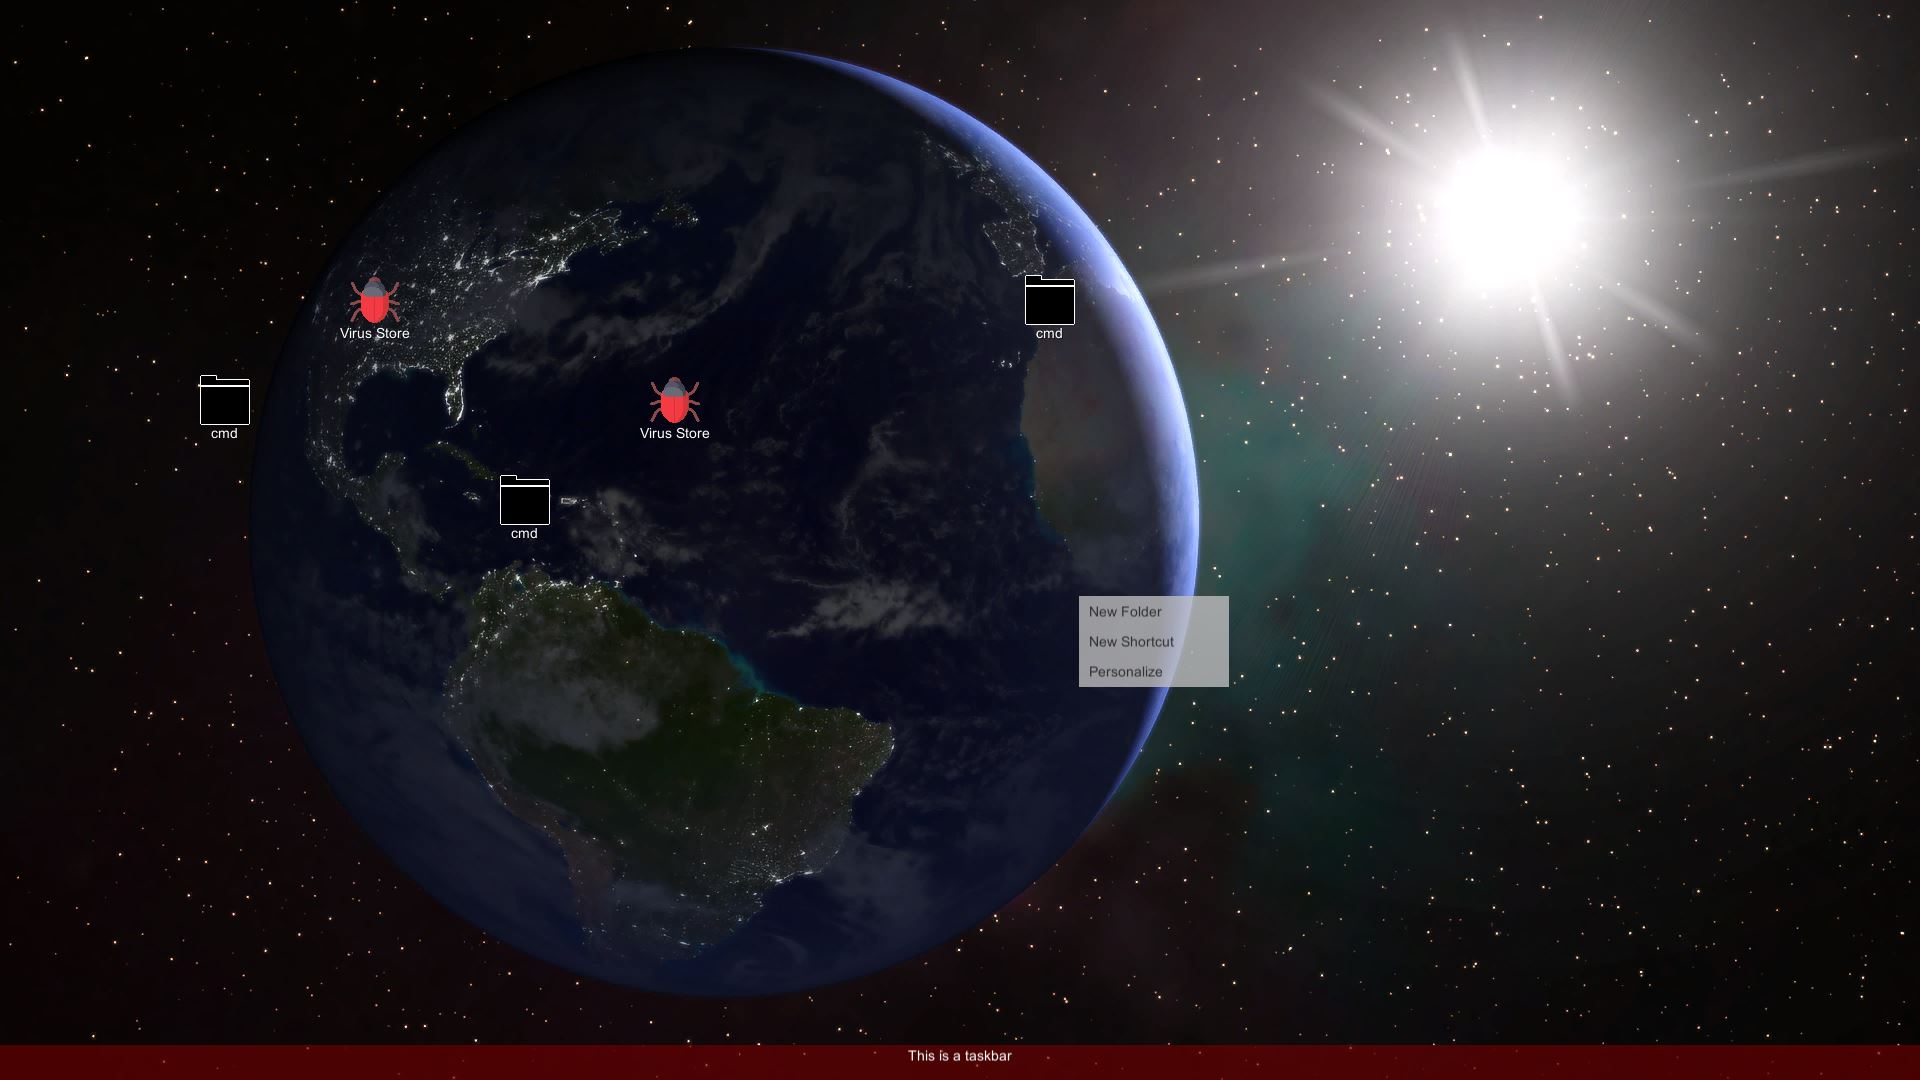 Virus Store
cmd
cmd
Virus Store
cmd
New Folder
New Shortcut
Personalize
This is a taskbar